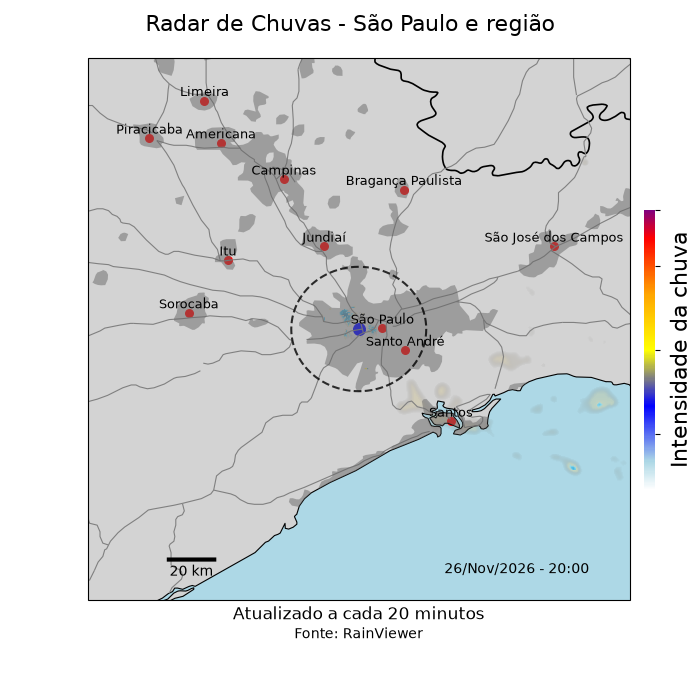 Radar de Chuvas - São Paulo e região
Limeira
Piracicaba
Americana
Campinas
Bragança Paulista
Jundiaí
São José dos Campos
Itu
Sorocaba
São Paulo
Santo André
Santos
Intensidade da chuva
20 km
26/Nov/2026 - 20:00
Atualizado a cada 20 minutos
Fonte: RainViewer